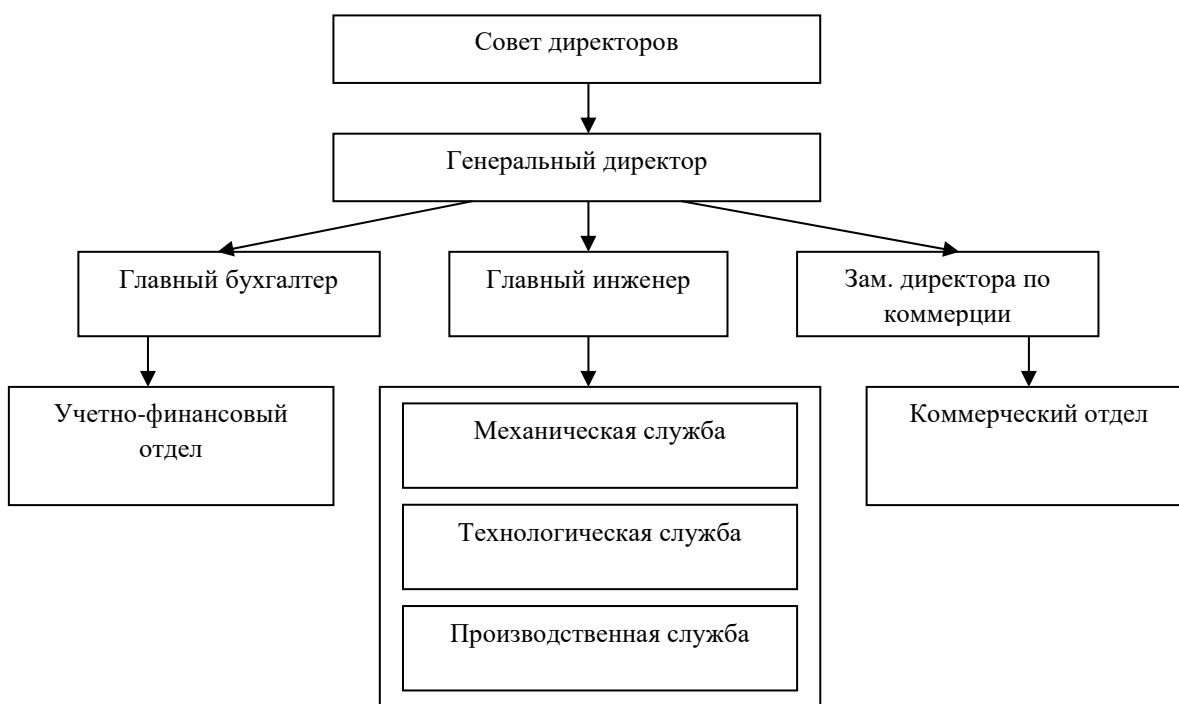 Совет директоров
Генеральный директор
Главный бухгалтер
Главный инженер
Зам. директора по
коммерции
Учетно-финансовый
отдел
Механическая служба
Технологическая служба
Производственная служба
Коммерческий отдел